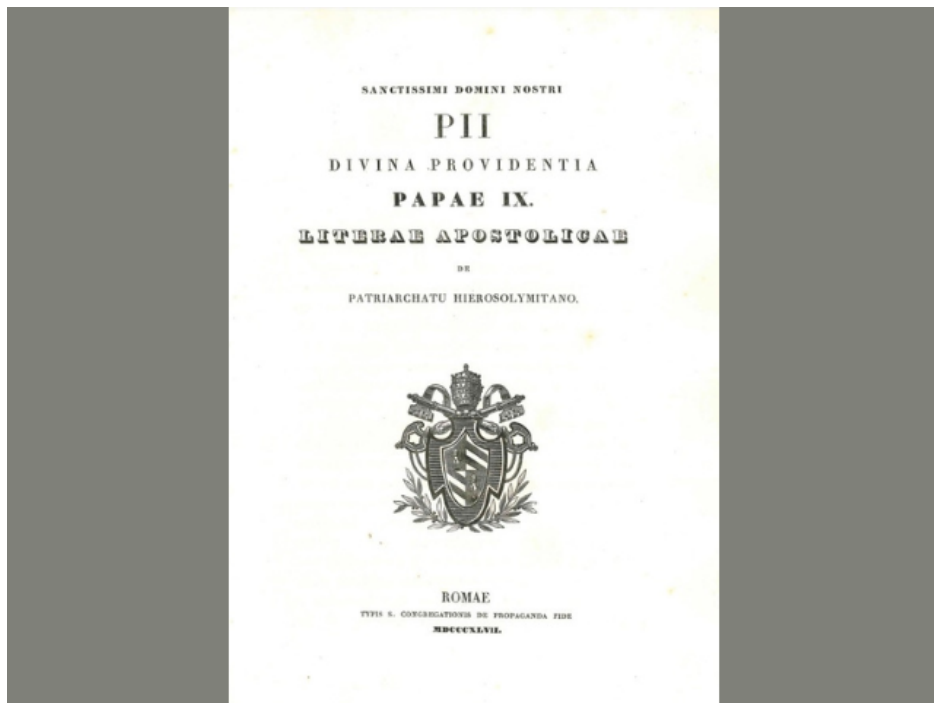 SANCTISSIMI DOMINI NOSTRI
PII
DIVINA PROVIDENTIA
PAPAE IX.
LITERAE APOSTOLICAE
DE
PATRIARCHATU HIEROSOLYMITANO.
ROMAE
TYPIS S. CONGREGATIONIS DE PROPAGANDA FIDE
MDCCCXLVII.